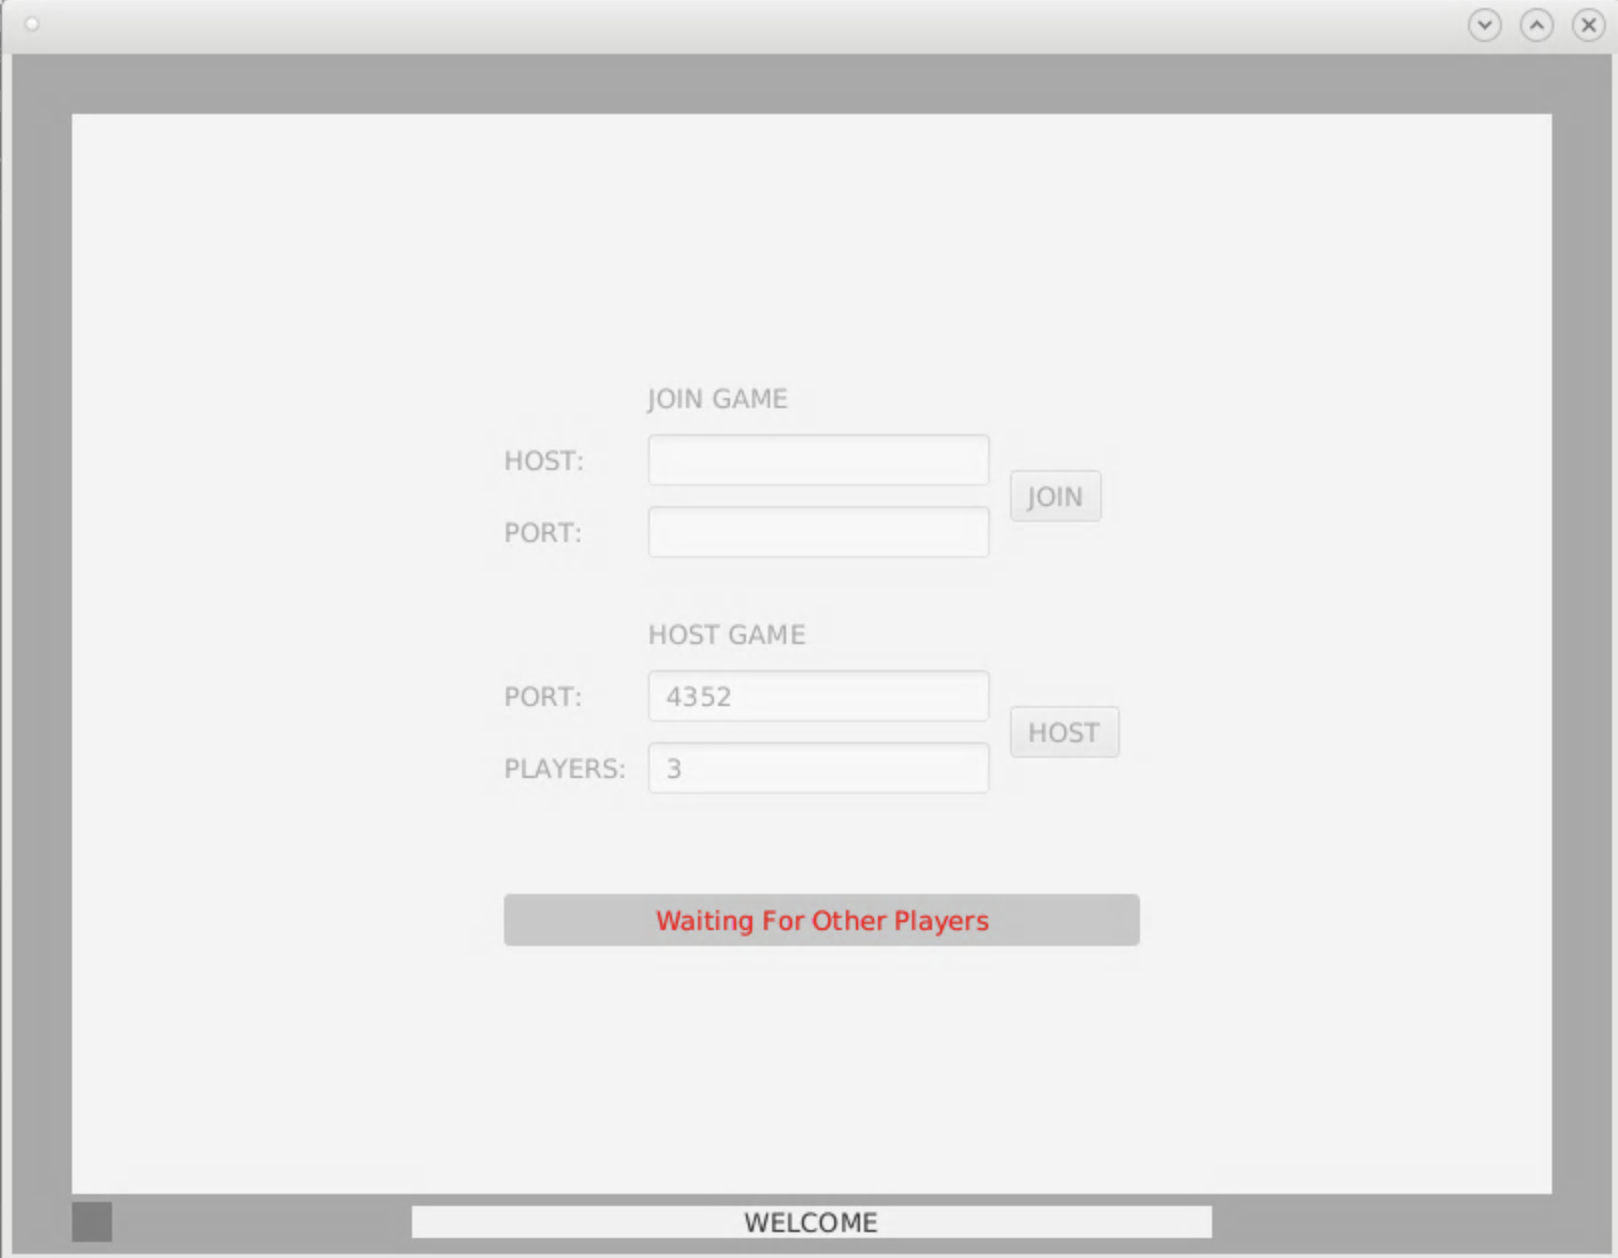 JOIN GAME
HOST:
JOIN
PORT:
HOST GAME
PORT: 4352
HOST
PLAYERS: 3
Waiting For Other Players
WELCOME